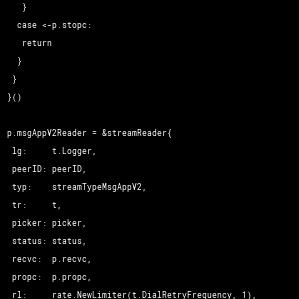 }
case <-p.stopc:
return
}
}
}()
p.msgAppV2Reader = &streamReader{
lg:     t.Logger,
peerID: peerID,
typ:    streamTypeMsgAppV2,
tr:     t,
picker: picker,
status: status,
recvc:  p.recvc,
propc:  p.propc,
rl:     rate.NewLimiter(t.DialRetryFrequency, 1),